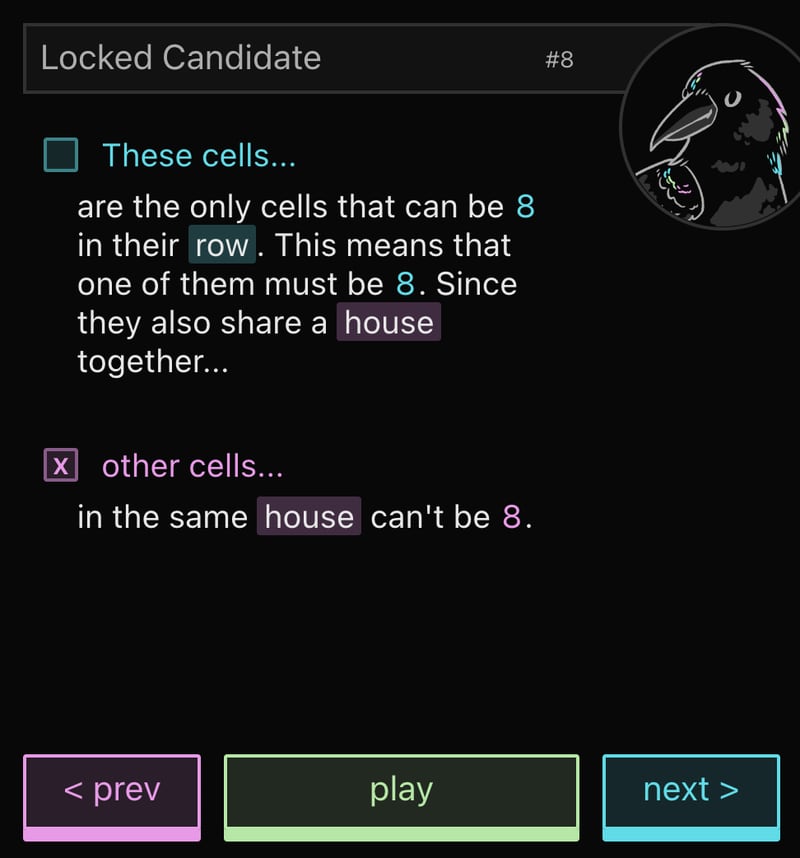 Locked Candidate #8
These cells...
are the only cells that can be 8
in their row. This means that
one of them must be 8. Since
they also share a house
together...
X other cells...
in the same house can't be 8.
< prev play next >